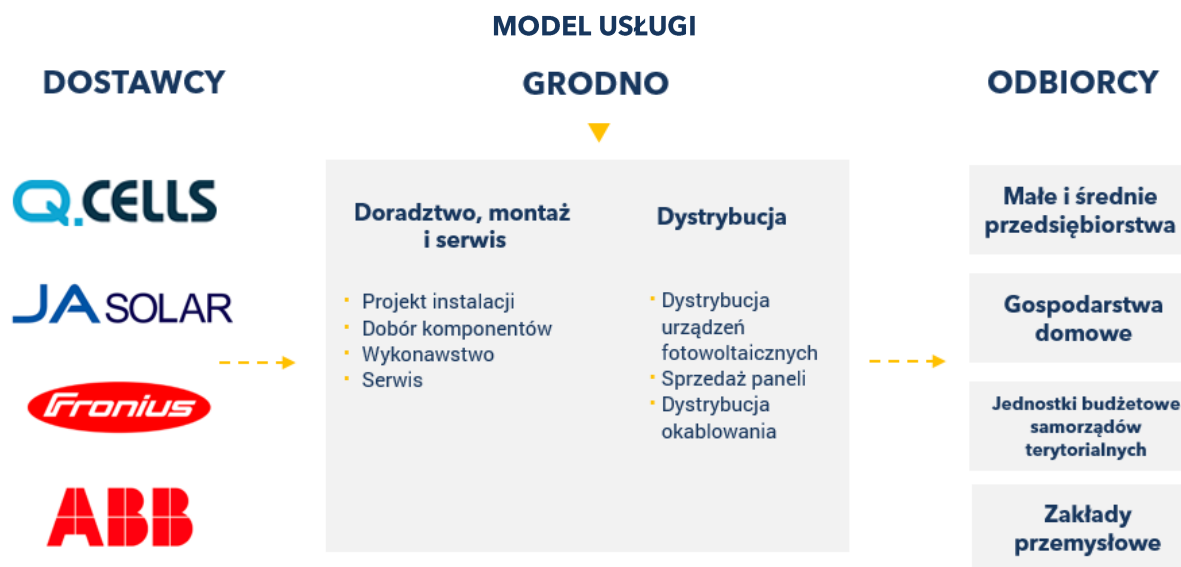 MODEL USŁUGI
DOSTAWCY
GRODNO
ODBIORCY
Q.CELLS
JA SOLAR
Fronius
ABB
Doradztwo, montaż
i serwis
· Projekt instalacji
· Dobór komponentów
· Wykonawstwo
· Serwis
Dystrybucja
· Dystrybucja
urządzeń
fotowoltaicznych
· Sprzedaż paneli
· Dystrybucja
okablowania
Małe i średnie
przedsiębiorstwa
Gospodarstwa
domowe
Jednostki budżetowe
samorządów
terytorialnych
Zakłady
przemysłowe